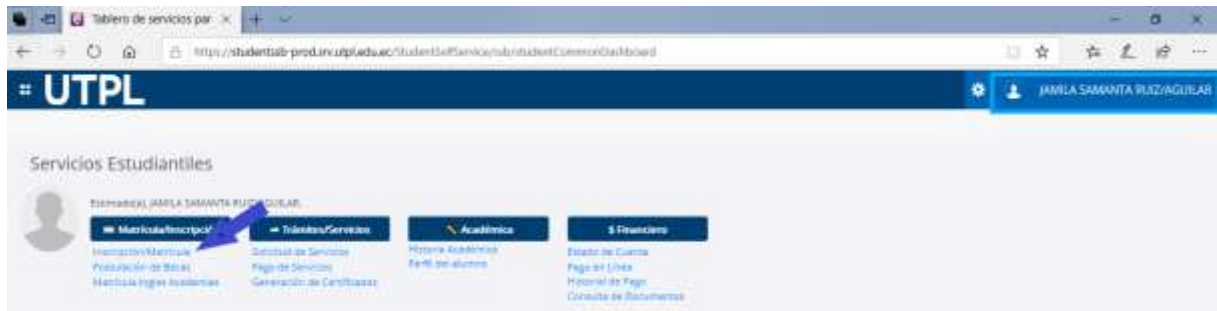 Tablero de servicios par
https://studentssb-prod.srv.utpl.edu.ec/StudentSelfService/ssb/studentCommonDashboard
UTPL
JAMILA SAMANTA RUIZ/AGUILAR
Servicios Estudiantiles
Estimado(a), JAMILA SAMANTA RUIZ/AGUILAR,
Matrícula/Inscripció
Inscripción/Matrícula
Postulación de Becas
Matrícula Ingles Academias
Trámites/Servicios
Solicitud de Servicios
Pago de Servicios
Generación de Certificados
Académica
Historia Académica
Perfil del alumno
$ Financiero
Estado de Cuenta
Pago en Línea
Historial de Pago
Consulta de Documentos